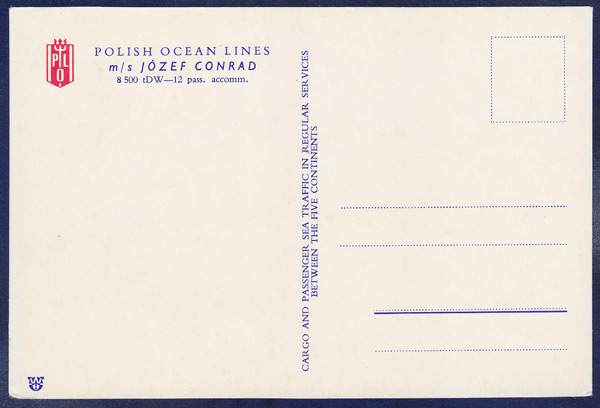 PLO
POLISH OCEAN LINES
m/s JÓZEF CONRAD
8 500 tDW—12 pass. accomm.
CARGO AND PASSENGER SEA TRAFFIC IN REGULAR SERVICES
BETWEEN THE FIVE CONTINENTS